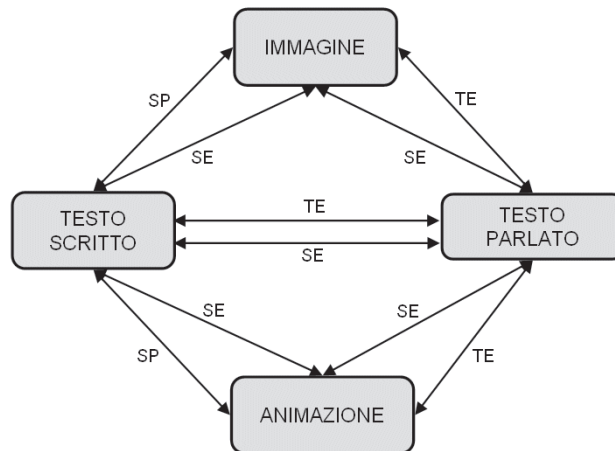 IMMAGINE
SP
TE
SE
SE
TESTO
SCRITTO
TE
SE
TESTO
PARLATO
SE
SE
SP
TE
ANIMAZIONE